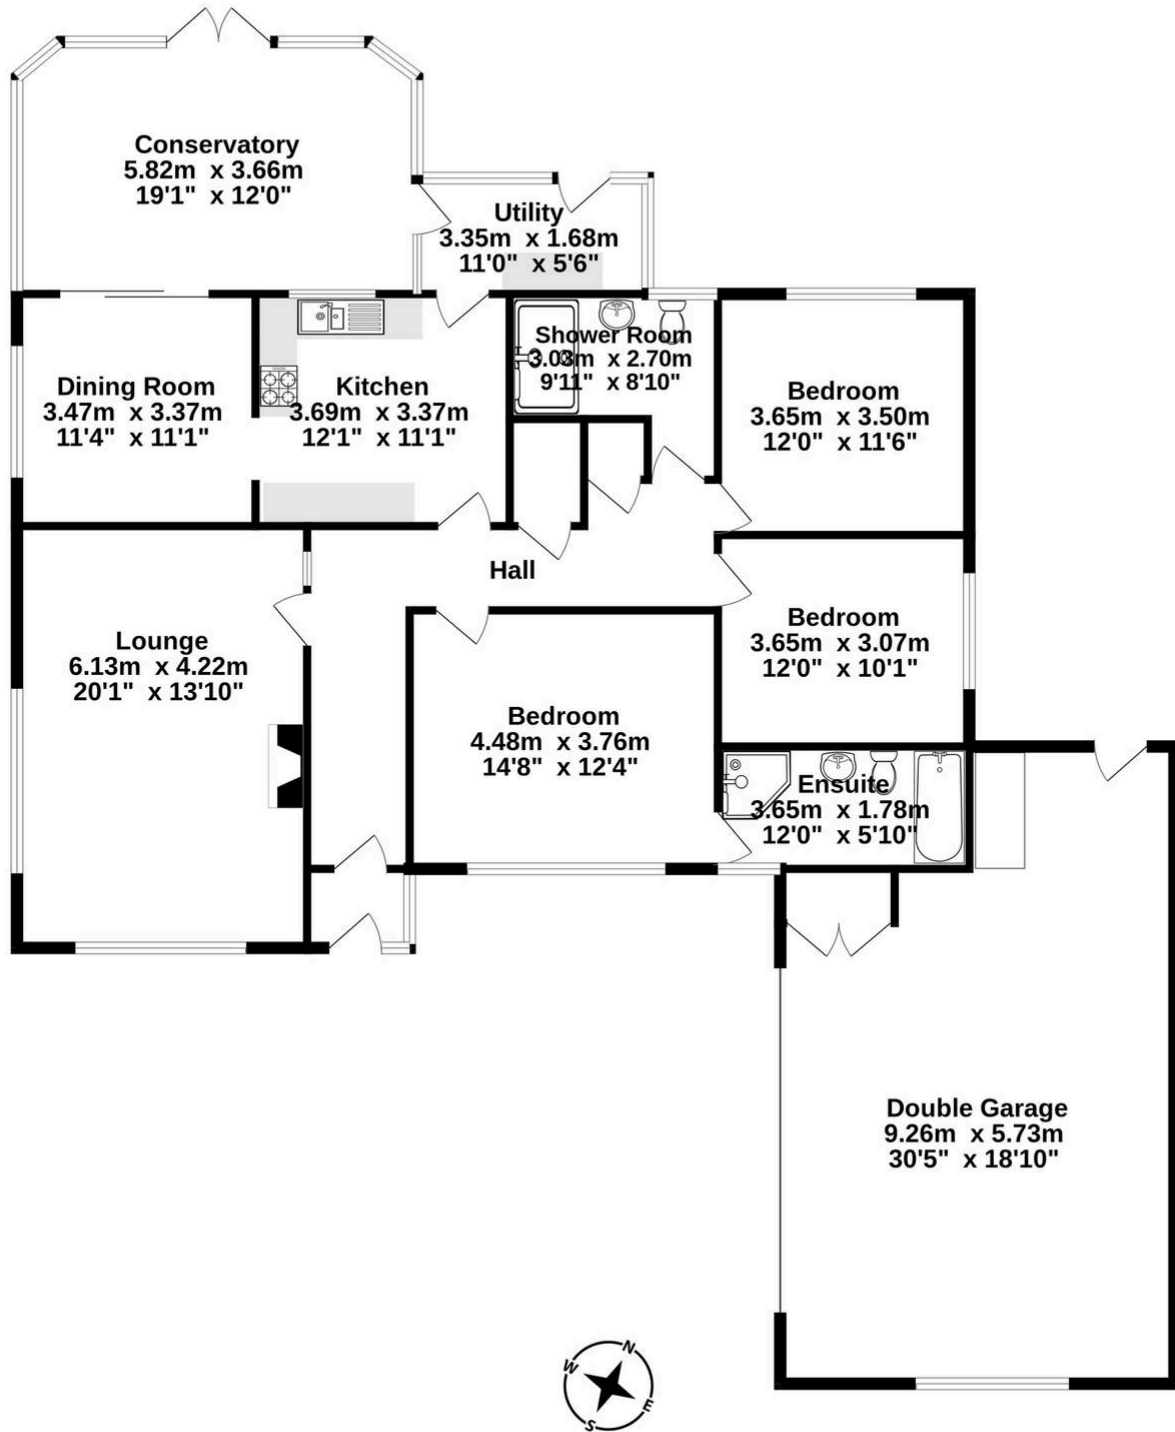 Conservatory
5.82m x 3.66m
19'1" x 12'0"
Utility
3.35m x 1.68m
11'0" x 5'6"
Shower Room
3.03m x 2.70m
9'11" x 8'10"
Dining Room
3.47m x 3.37m
11'4" x 11'1"
Kitchen
3.69m x 3.37m
12'1" x 11'1"
Bedroom
3.65m x 3.50m
12'0" x 11'6"
Hall
Lounge
6.13m x 4.22m
20'1" x 13'10"
Bedroom
3.65m x 3.07m
12'0" x 10'1"
Bedroom
4.48m x 3.76m
14'8" x 12'4"
Ensuite
3.65m x 1.78m
12'0" x 5'10"
Double Garage
9.26m x 5.73m
30'5" x 18'10"
N
W
E
S